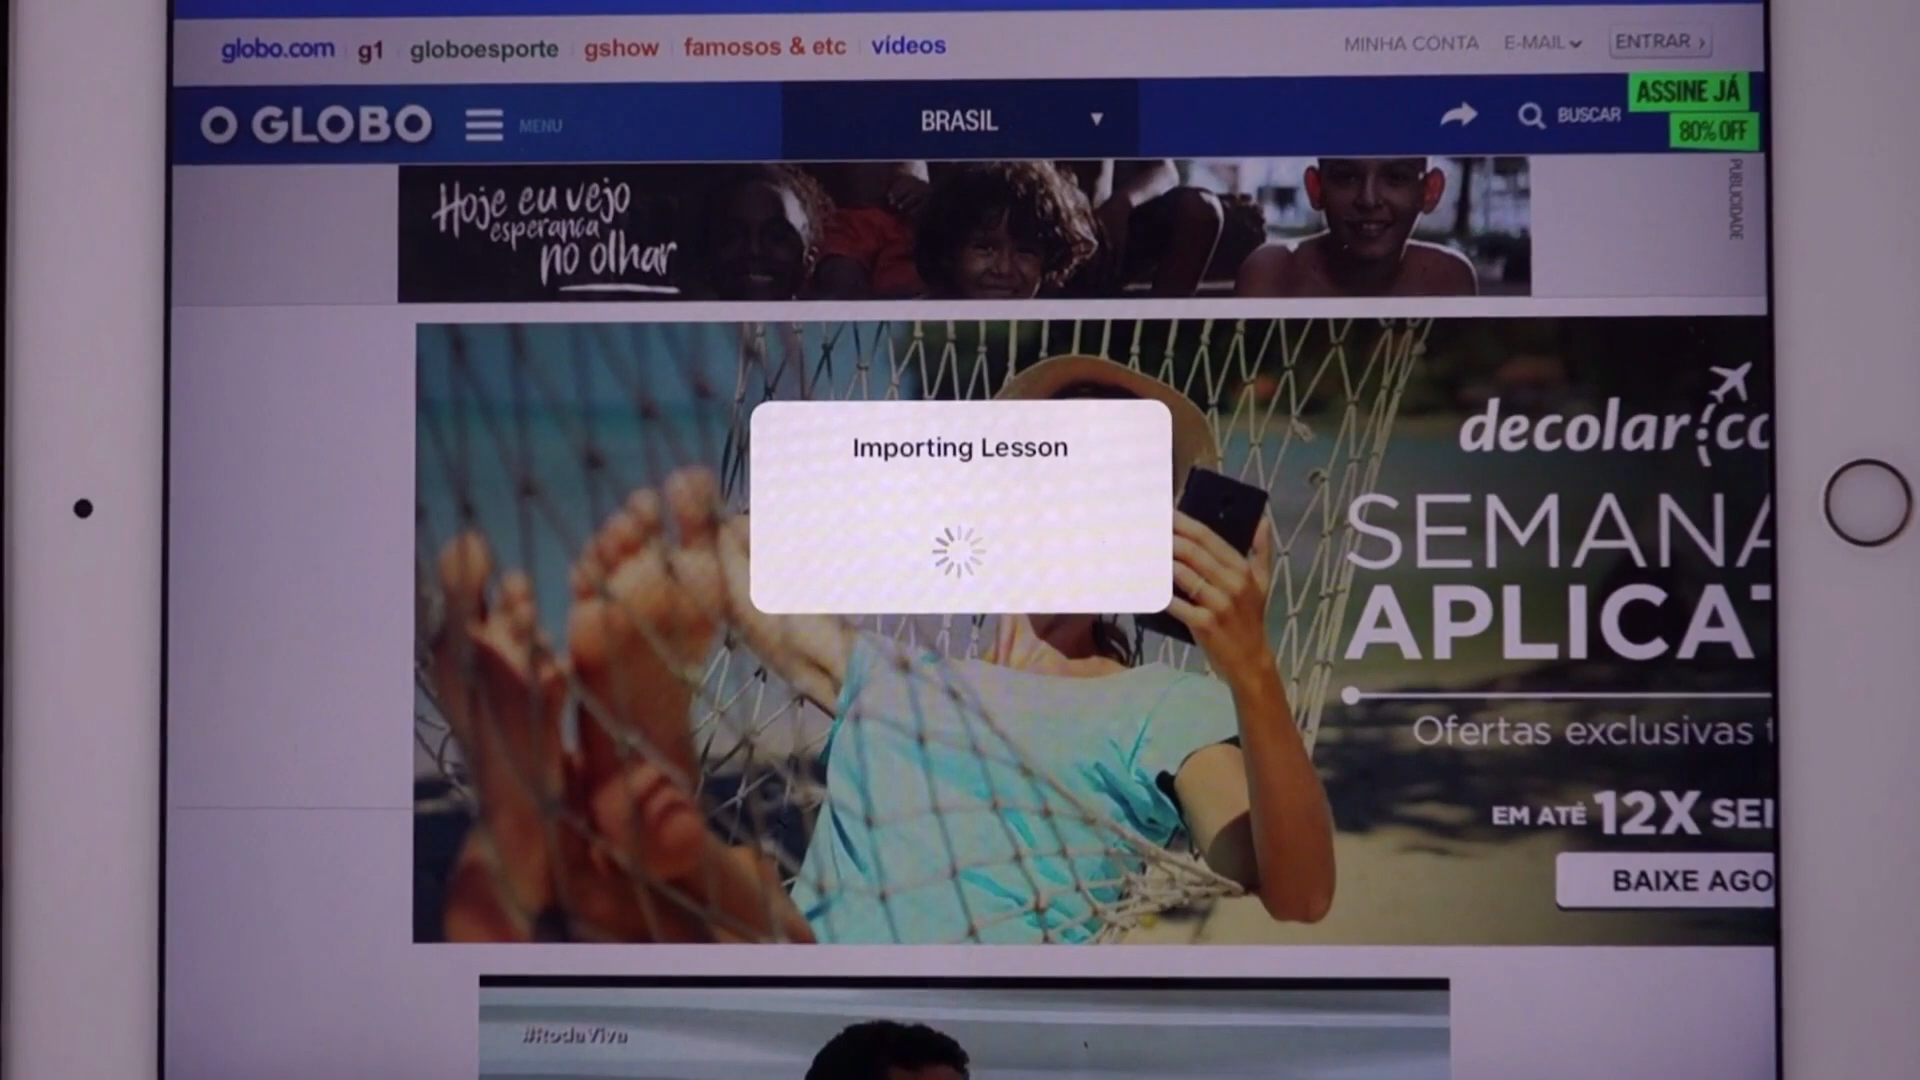 globo.com g1 globoesporte gshow famosos & etc vídeos MINHA CONTA E-MAIL ENTRAR
O GLOBO MENU BRASIL BUSCAR ASSINE JÁ
80% OFF
PUBLICIDADE
Hoje eu vejo
esperança
no olhar
decolar.co
Importing Lesson
SEMANA
APLICAT
Ofertas exclusivas
EM ATÉ 12X SE
BAIXE AGO
#RodaViva